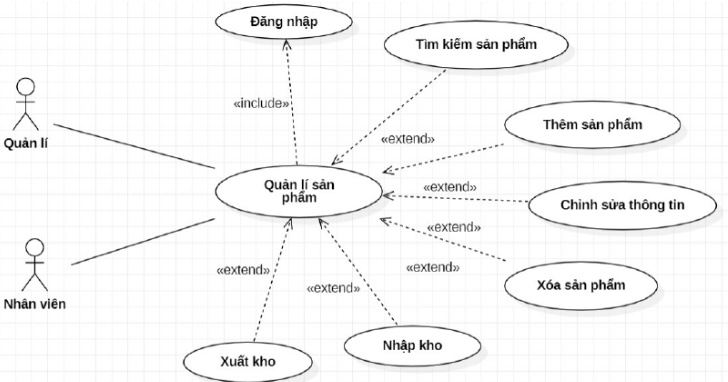 Đăng nhập
Tìm kiếm sản phẩm
«include»
«extend»
Thêm sản phẩm
Quản lí
Quản lí sản
phẩm
«extend»
Chỉnh sửa thông tin
«extend»
«extend»
«extend»
«extend»
Xóa sản phẩm
Nhân viên
Xuất kho
Nhập kho